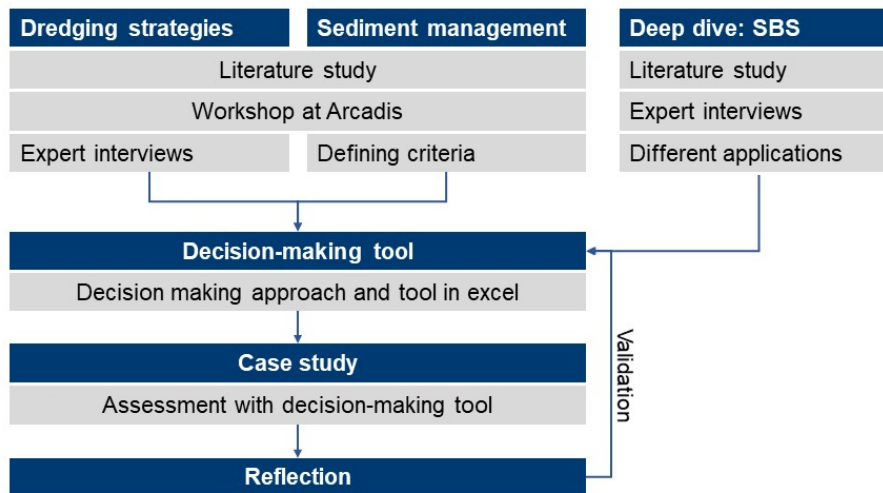 Dredging strategies
Sediment management
Deep dive: SBS
Literature study
Literature study
Workshop at Arcadis
Expert interviews
Expert interviews
Defining criteria
Different applications
Decision-making tool
Decision making approach and tool in excel
Case study
Assessment with decision-making tool
Validation
Reflection